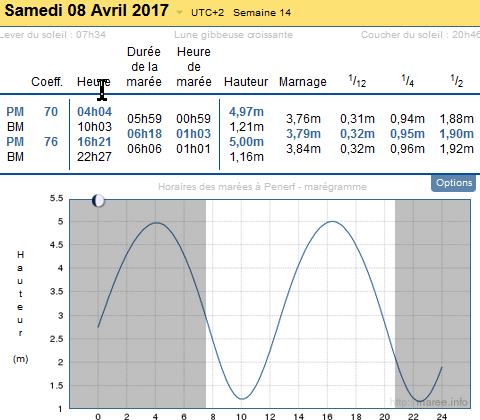 Samedi 08 Avril 2017 UTC+2 Semaine 14
Lever du soleil : 07h34 Lune gibbeuse croissante Coucher du soleil : 20h46
Coeff. Heure Durée de la marée Heure de marée Hauteur Marnage 1/12 1/4 1/2
PM 70 04h04 4,97m
05h59 00h59 3,76m 0,31m 0,94m 1,88m
BM 10h03 1,21m
06h18 01h03 3,79m 0,32m 0,95m 1,90m
PM 76 16h21 5,00m
06h06 01h01 3,84m 0,32m 0,96m 1,92m
BM 22h27 1,16m
Options
Horaires des marées à Penerf - marégramme
5.5
5
4.5
4
3.5
3
2.5
2
1.5
1
Hauteur
(m)
http://maree.info
0 2 4 6 8 10 12 14 16 18 20 22 24